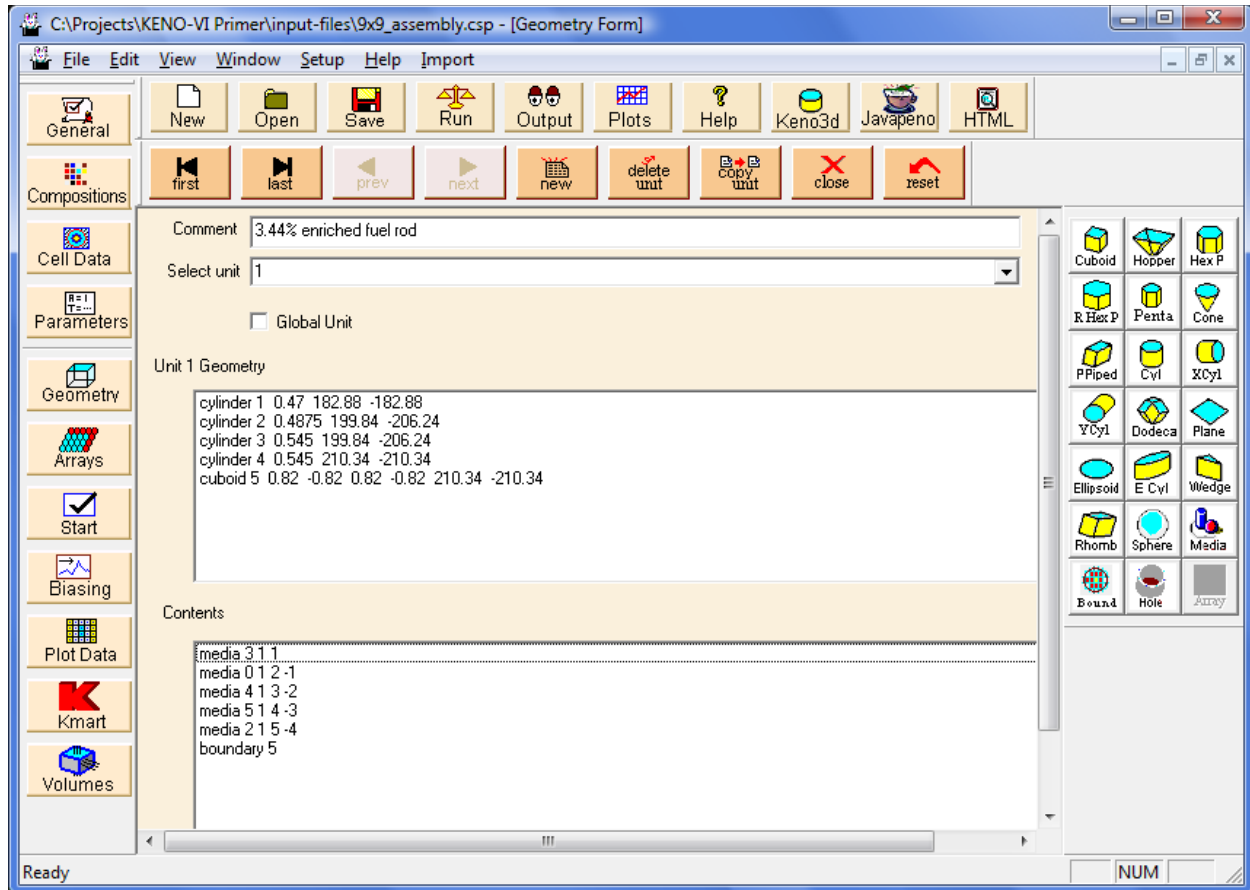 C:\Projects\KENO-VI Primer\input-files\9x9_assembly.csp - [Geometry Form]
File Edit View Window Setup Help Import
General
New Open Save Run Output Plots Help Keno3d Javapeno HTML
first last prev next new delete unit copy unit close reset
Compositions
Cell Data
Parameters
Geometry
Arrays
Start
Biasing
Plot Data
Kmart
Volumes
Comment 3.44% enriched fuel rod
Select unit 1
Global Unit
Unit 1 Geometry
cylinder 1 0.47 182.88 -182.88
cylinder 2 0.4875 199.84 -206.24
cylinder 3 0.545 199.84 -206.24
cylinder 4 0.545 210.34 -210.34
cuboid 5 0.82 -0.82 0.82 -0.82 210.34 -210.34
Contents
media 3 1 1
media 0 1 2 -1
media 4 1 3 -2
media 5 1 4 -3
media 2 1 5 -4
boundary 5
Cuboid Hopper Hex P
R Hex P Penta Cone
PPiped Cyl XCyl
YCyl Dodeca Plane
Ellipsoid E Cyl Wedge
Rhomb Sphere Media
Bound Hole Array
Ready NUM